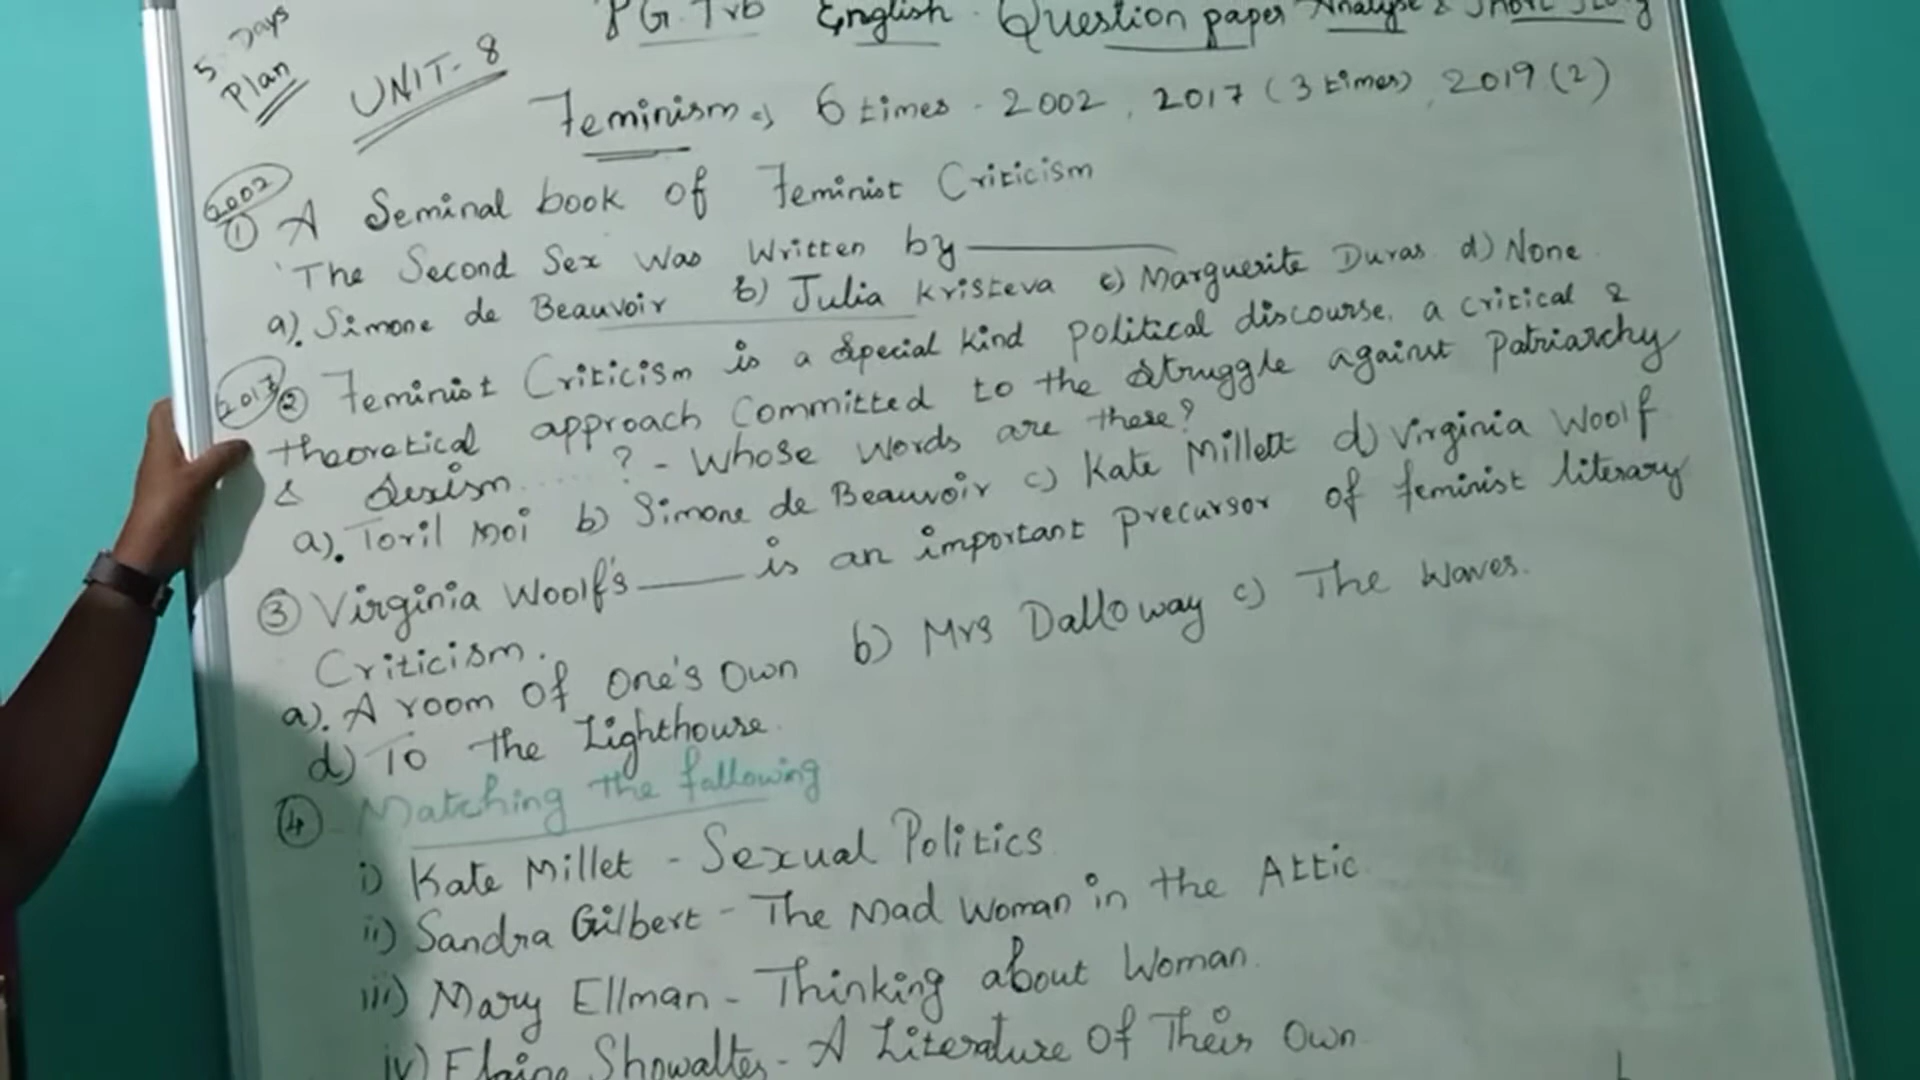 5 Days
Plan
UNIT-8
PG. Trb English Question paper Analyse &
Feminism => 6 times - 2002, 2017 (3 times), 2019 (2)
2002
① A Seminal book of Feminist Criticism
'The Second Sex was Written by ______
a). Simone de Beauvoir b) Julia Kristeva c) Marguerite Duras d) None.
2017
② Feminist Criticism is a special kind political discourse. a critical &
theoretical approach Committed to the struggle against patriarchy
& sexism.....? - Whose words are these?
a). Toril Moi b) Simone de Beauvoir c) Kate Millett d) Virginia Woolf
③ Virginia Woolf's ______ is an important precursor of feminist literary
Criticism.
a). A room of One's Own b) Mrs Dalloway c) The Waves.
d) To the Lighthouse.
④ Matching the following
i) Kate Millet - Sexual Politics
ii) Sandra Gilbert - The Mad Woman in the Attic.
iii) Mary Ellman - Thinking about Woman.
iv) Elaine Showalter - A Literature Of Their Own